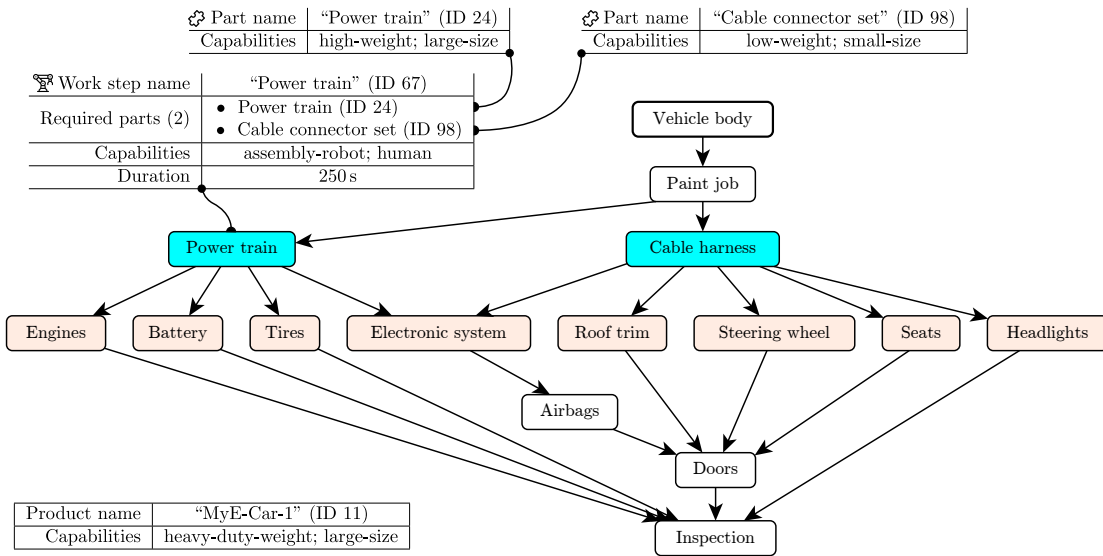 Part name “Power train” (ID 24)
Capabilities high-weight; large-size
Part name “Cable connector set” (ID 98)
Capabilities low-weight; small-size
Work step name “Power train” (ID 67)
Required parts (2)
• Power train (ID 24)
• Cable connector set (ID 98)
Capabilities assembly-robot; human
Duration 250 s
Vehicle body
Paint job
Power train
Cable harness
Engines
Battery
Tires
Electronic system
Roof trim
Steering wheel
Seats
Headlights
Airbags
Doors
Inspection
Product name “MyE-Car-1” (ID 11)
Capabilities heavy-duty-weight; large-size